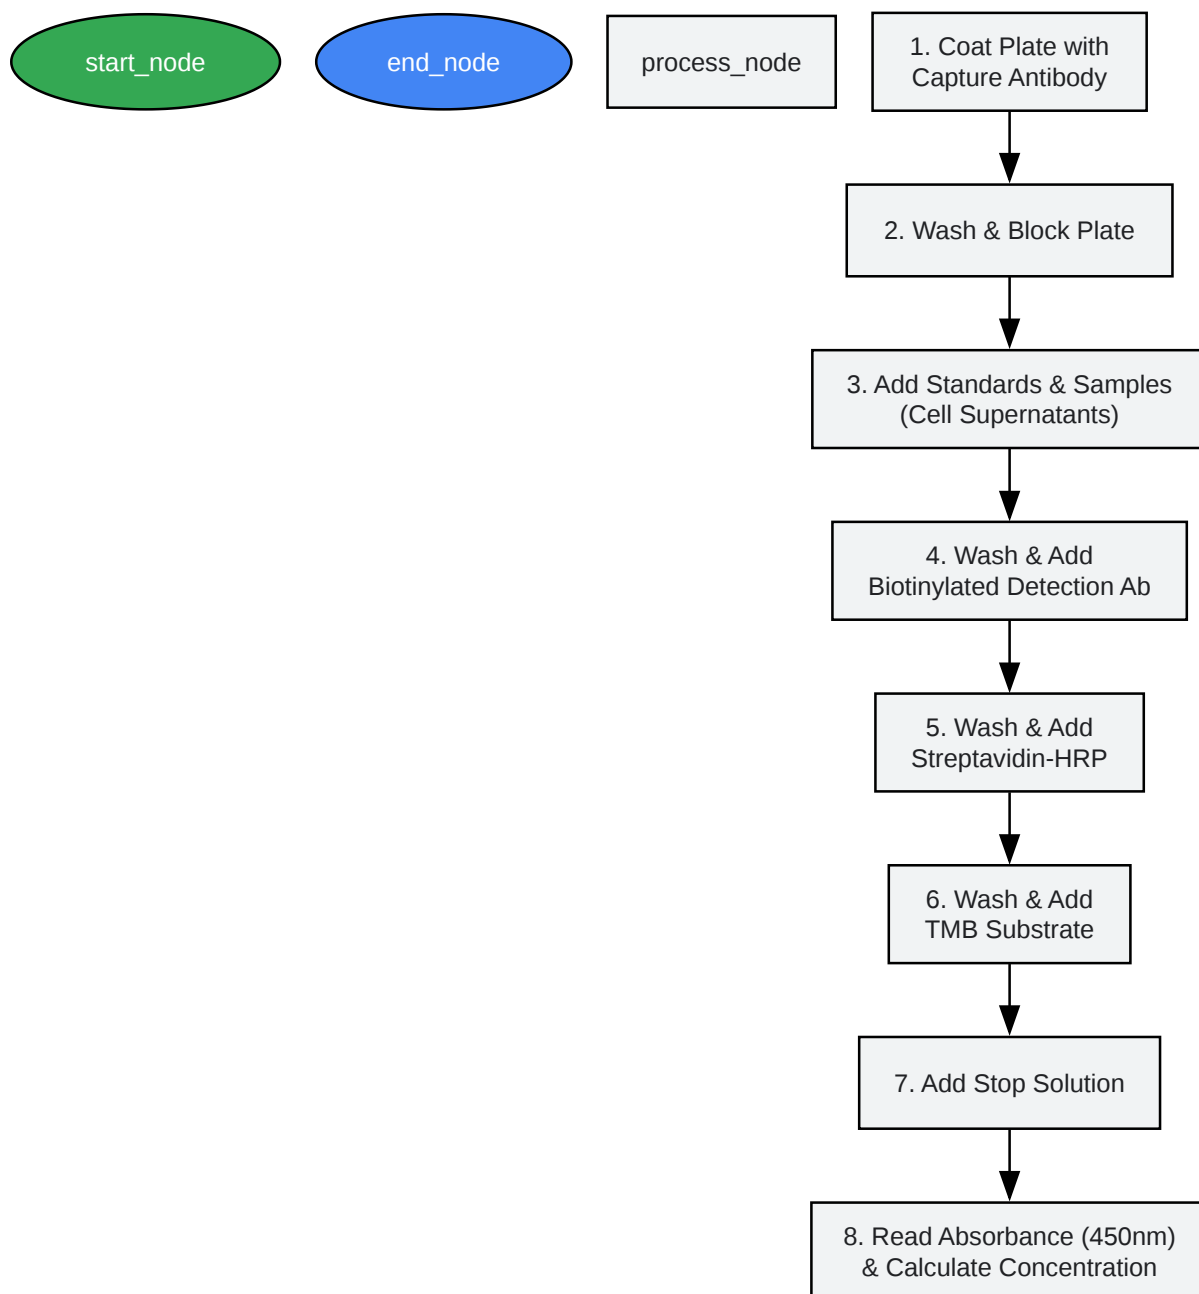 start_node
end_node
process_node
1. Coat Plate with
Capture Antibody
2. Wash & Block Plate
3. Add Standards & Samples
(Cell Supernatants)
4. Wash & Add
Biotinylated Detection Ab
5. Wash & Add
Streptavidin-HRP
6. Wash & Add
TMB Substrate
7. Add Stop Solution
8. Read Absorbance (450nm)
& Calculate Concentration